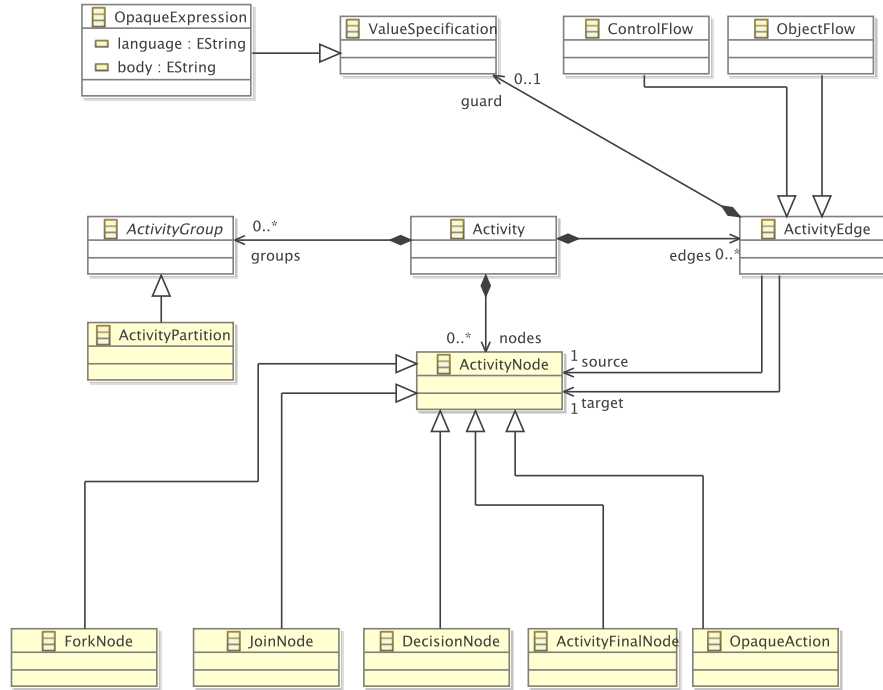 OpaqueExpression
language : EString
body : EString
ValueSpecification
ControlFlow
ObjectFlow
0..1
guard
ActivityGroup
0..*
groups
Activity
edges 0..*
ActivityEdge
ActivityPartition
0..* nodes
ActivityNode
1 source
1 target
ForkNode
JoinNode
DecisionNode
ActivityFinalNode
OpaqueAction